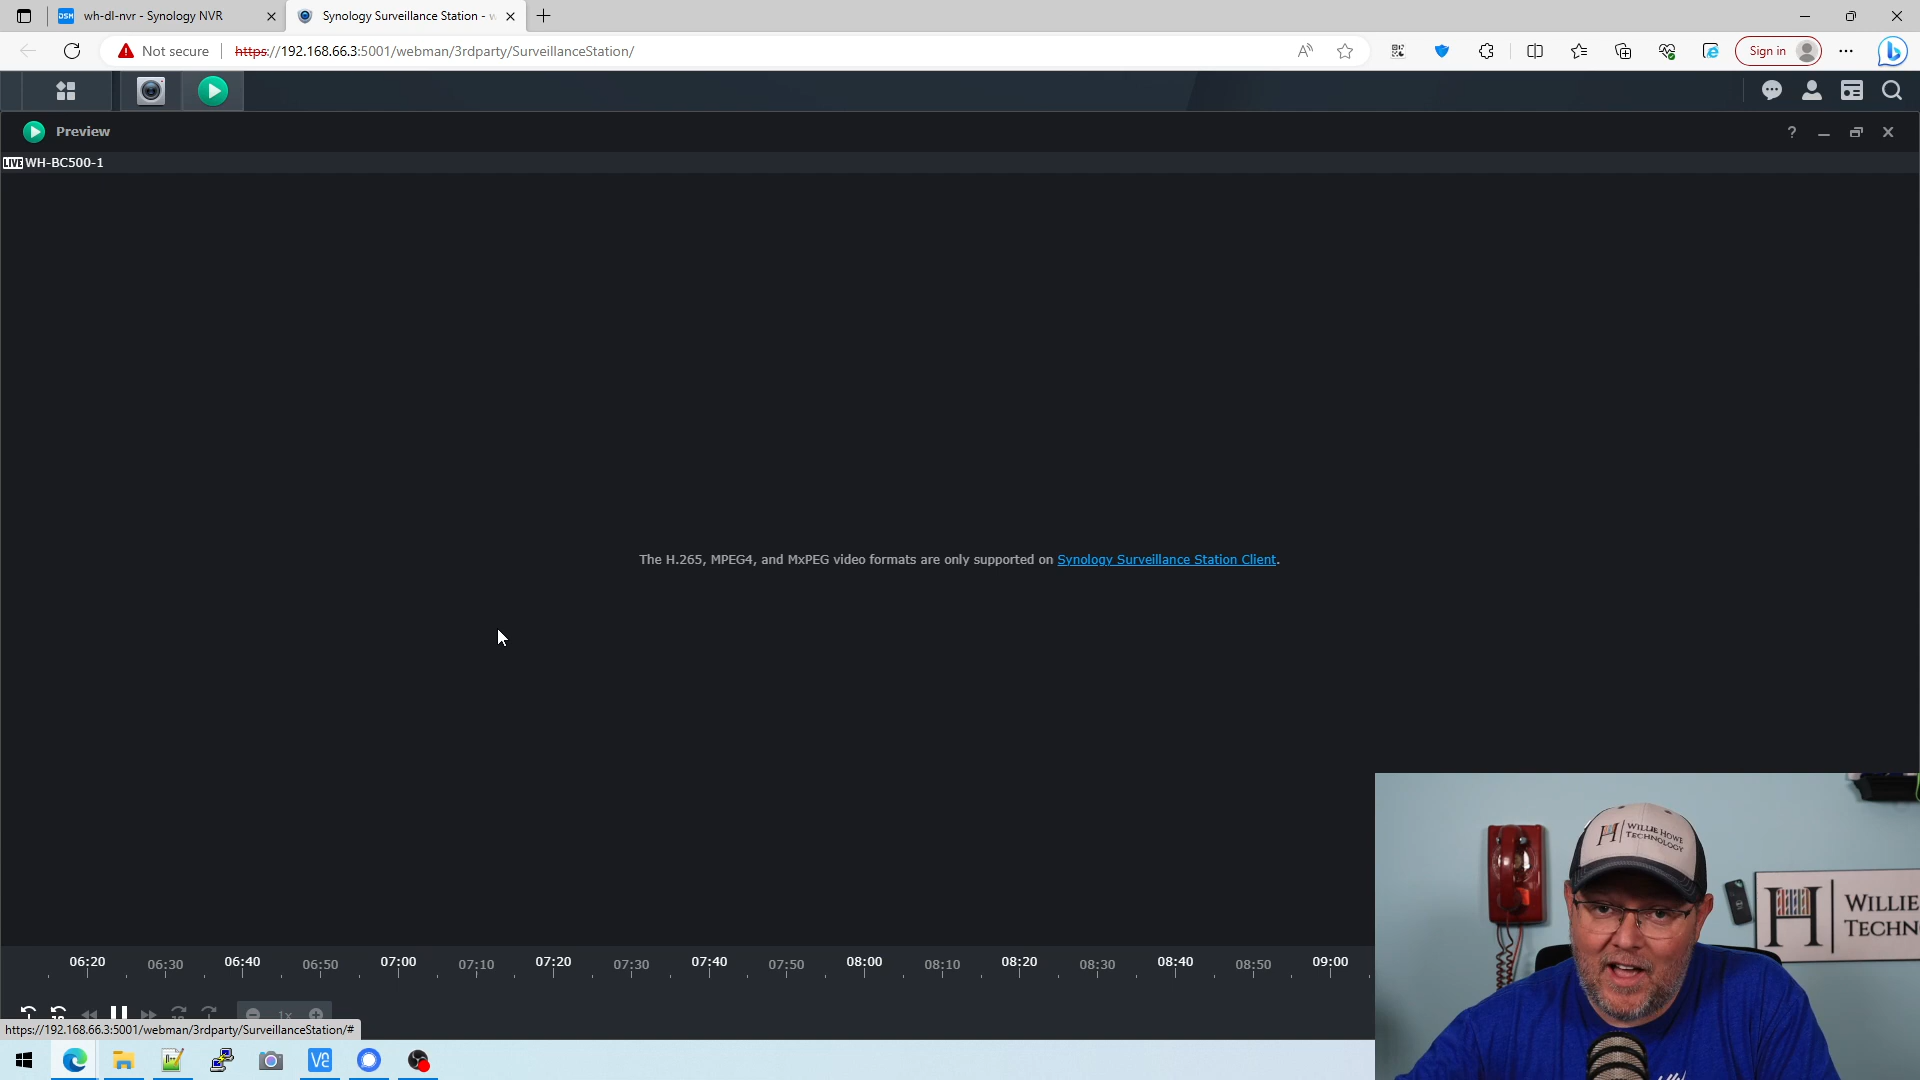 wh-dl-nvr - Synology NVR
Synology Surveillance Station - w
Not secure
https://192.168.66.3:5001/webman/3rdparty/SurveillanceStation/
Sign in
Preview
LIVE WH-BC500-1
The H.265, MPEG4, and MxPEG video formats are only supported on Synology Surveillance Station Client.
06:20 06:30 06:40 06:50 07:00 07:10 07:20 07:30 07:40 07:50 08:00 08:10 08:20 08:30 08:40 08:50 09:00
1x
https://192.168.66.3:5001/webman/3rdparty/SurveillanceStation/#
H WILLIE HOWE
TECHNOLOGY
H WILLIE
TECHN